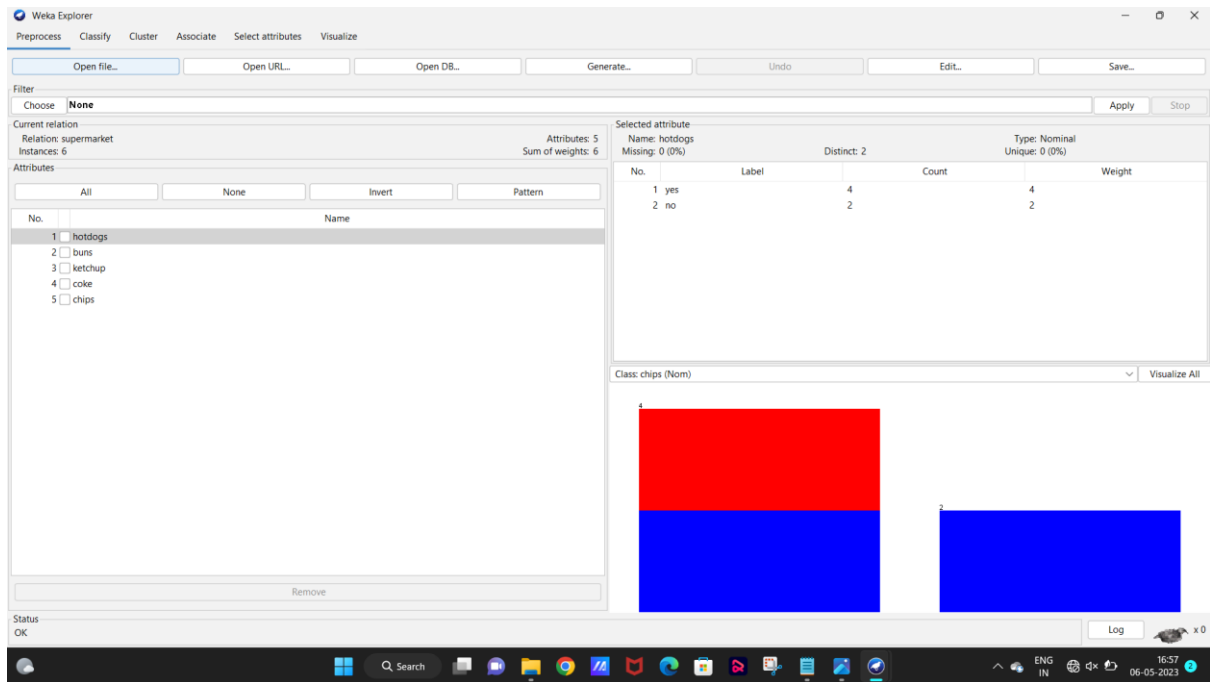 Weka Explorer
Preprocess Classify Cluster Associate Select attributes Visualize
Open file... Open URL... Open DB... Generate... Undo Edit... Save...
Filter
Choose None Apply Stop
Current relation
Relation: supermarket Attributes: 5
Instances: 6 Sum of weights: 6
Attributes
All None Invert Pattern
No. Name
1 hotdogs
2 buns
3 ketchup
4 coke
5 chips
Remove
Selected attribute
Name: hotdogs Type: Nominal
Missing: 0 (0%) Distinct: 2 Unique: 0 (0%)
No. Label Count Weight
1 yes 4 4
2 no 2 2
Class: chips (Nom) Visualize All
4
2
Status
OK
Log x 0
Search
ENG
IN
16:57
06-05-2023
2